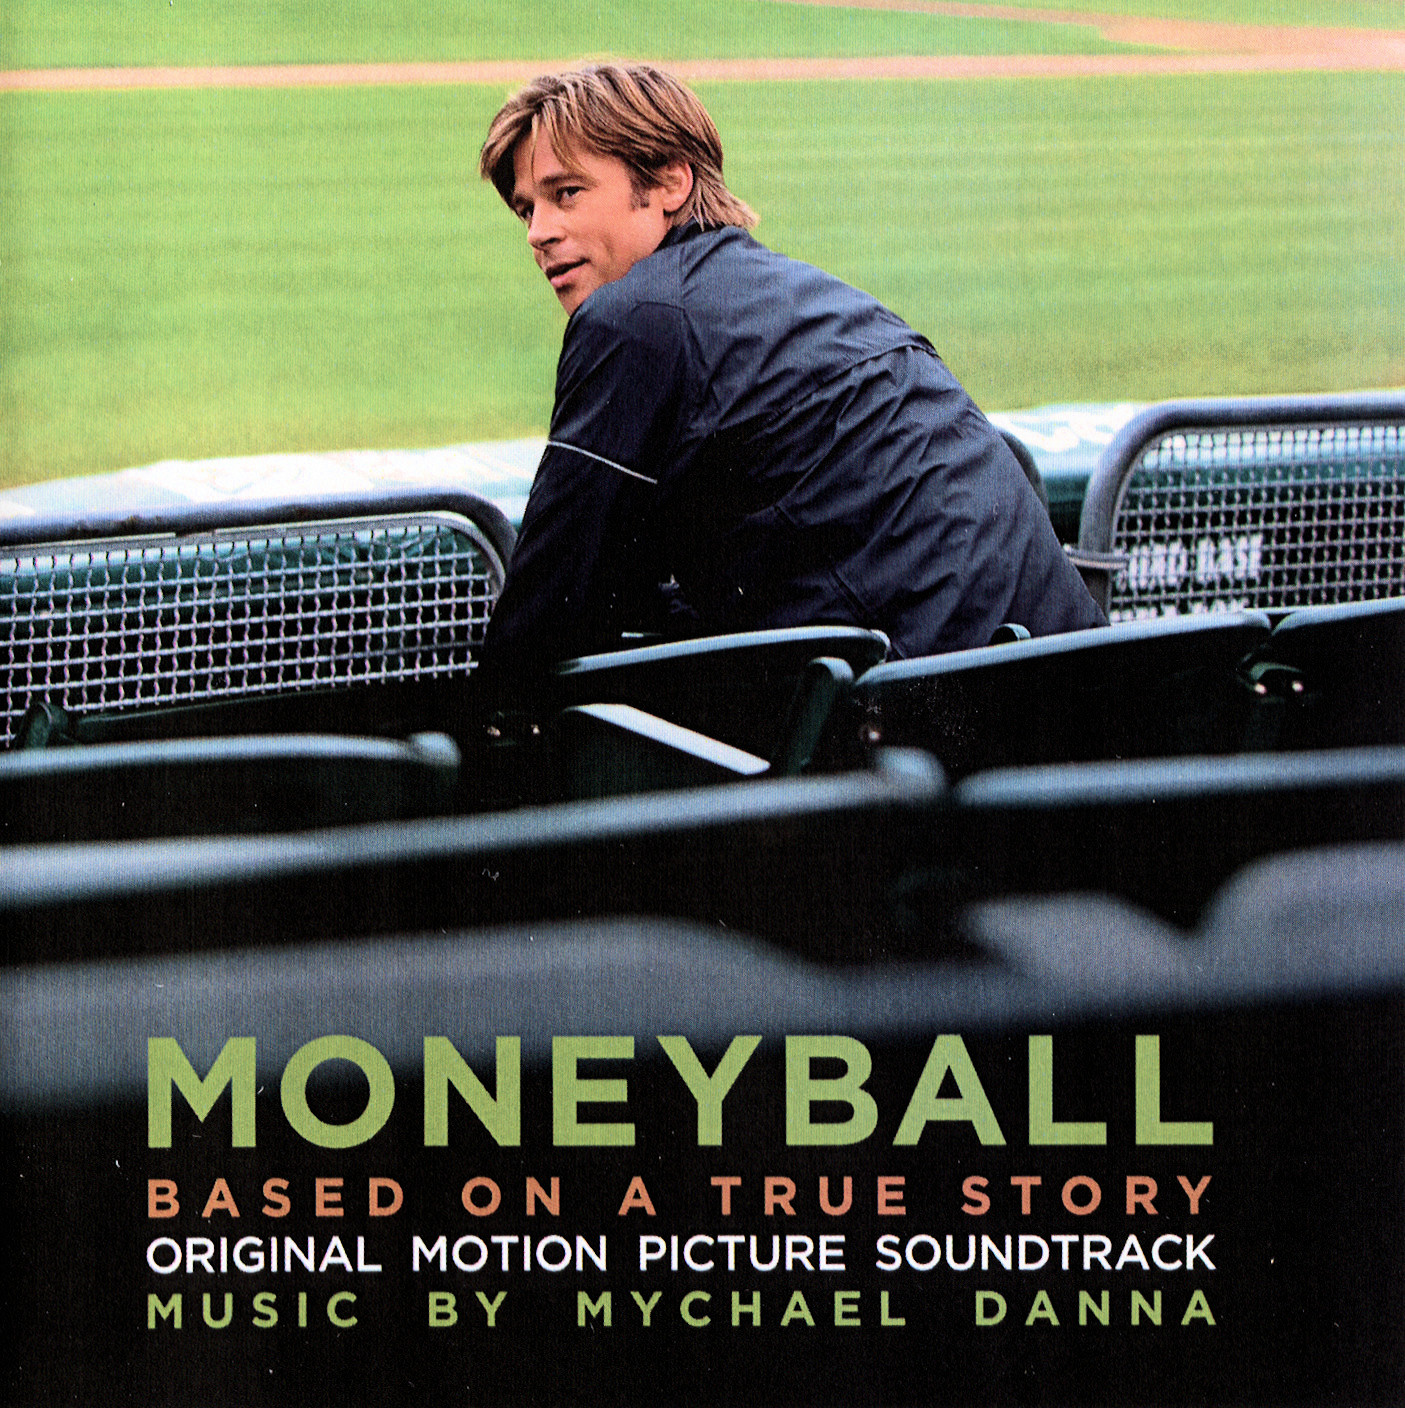 MONEYBALL
BASED ON A TRUE STORY
ORIGINAL MOTION PICTURE SOUNDTRACK
MUSIC BY MYCHAEL DANNA